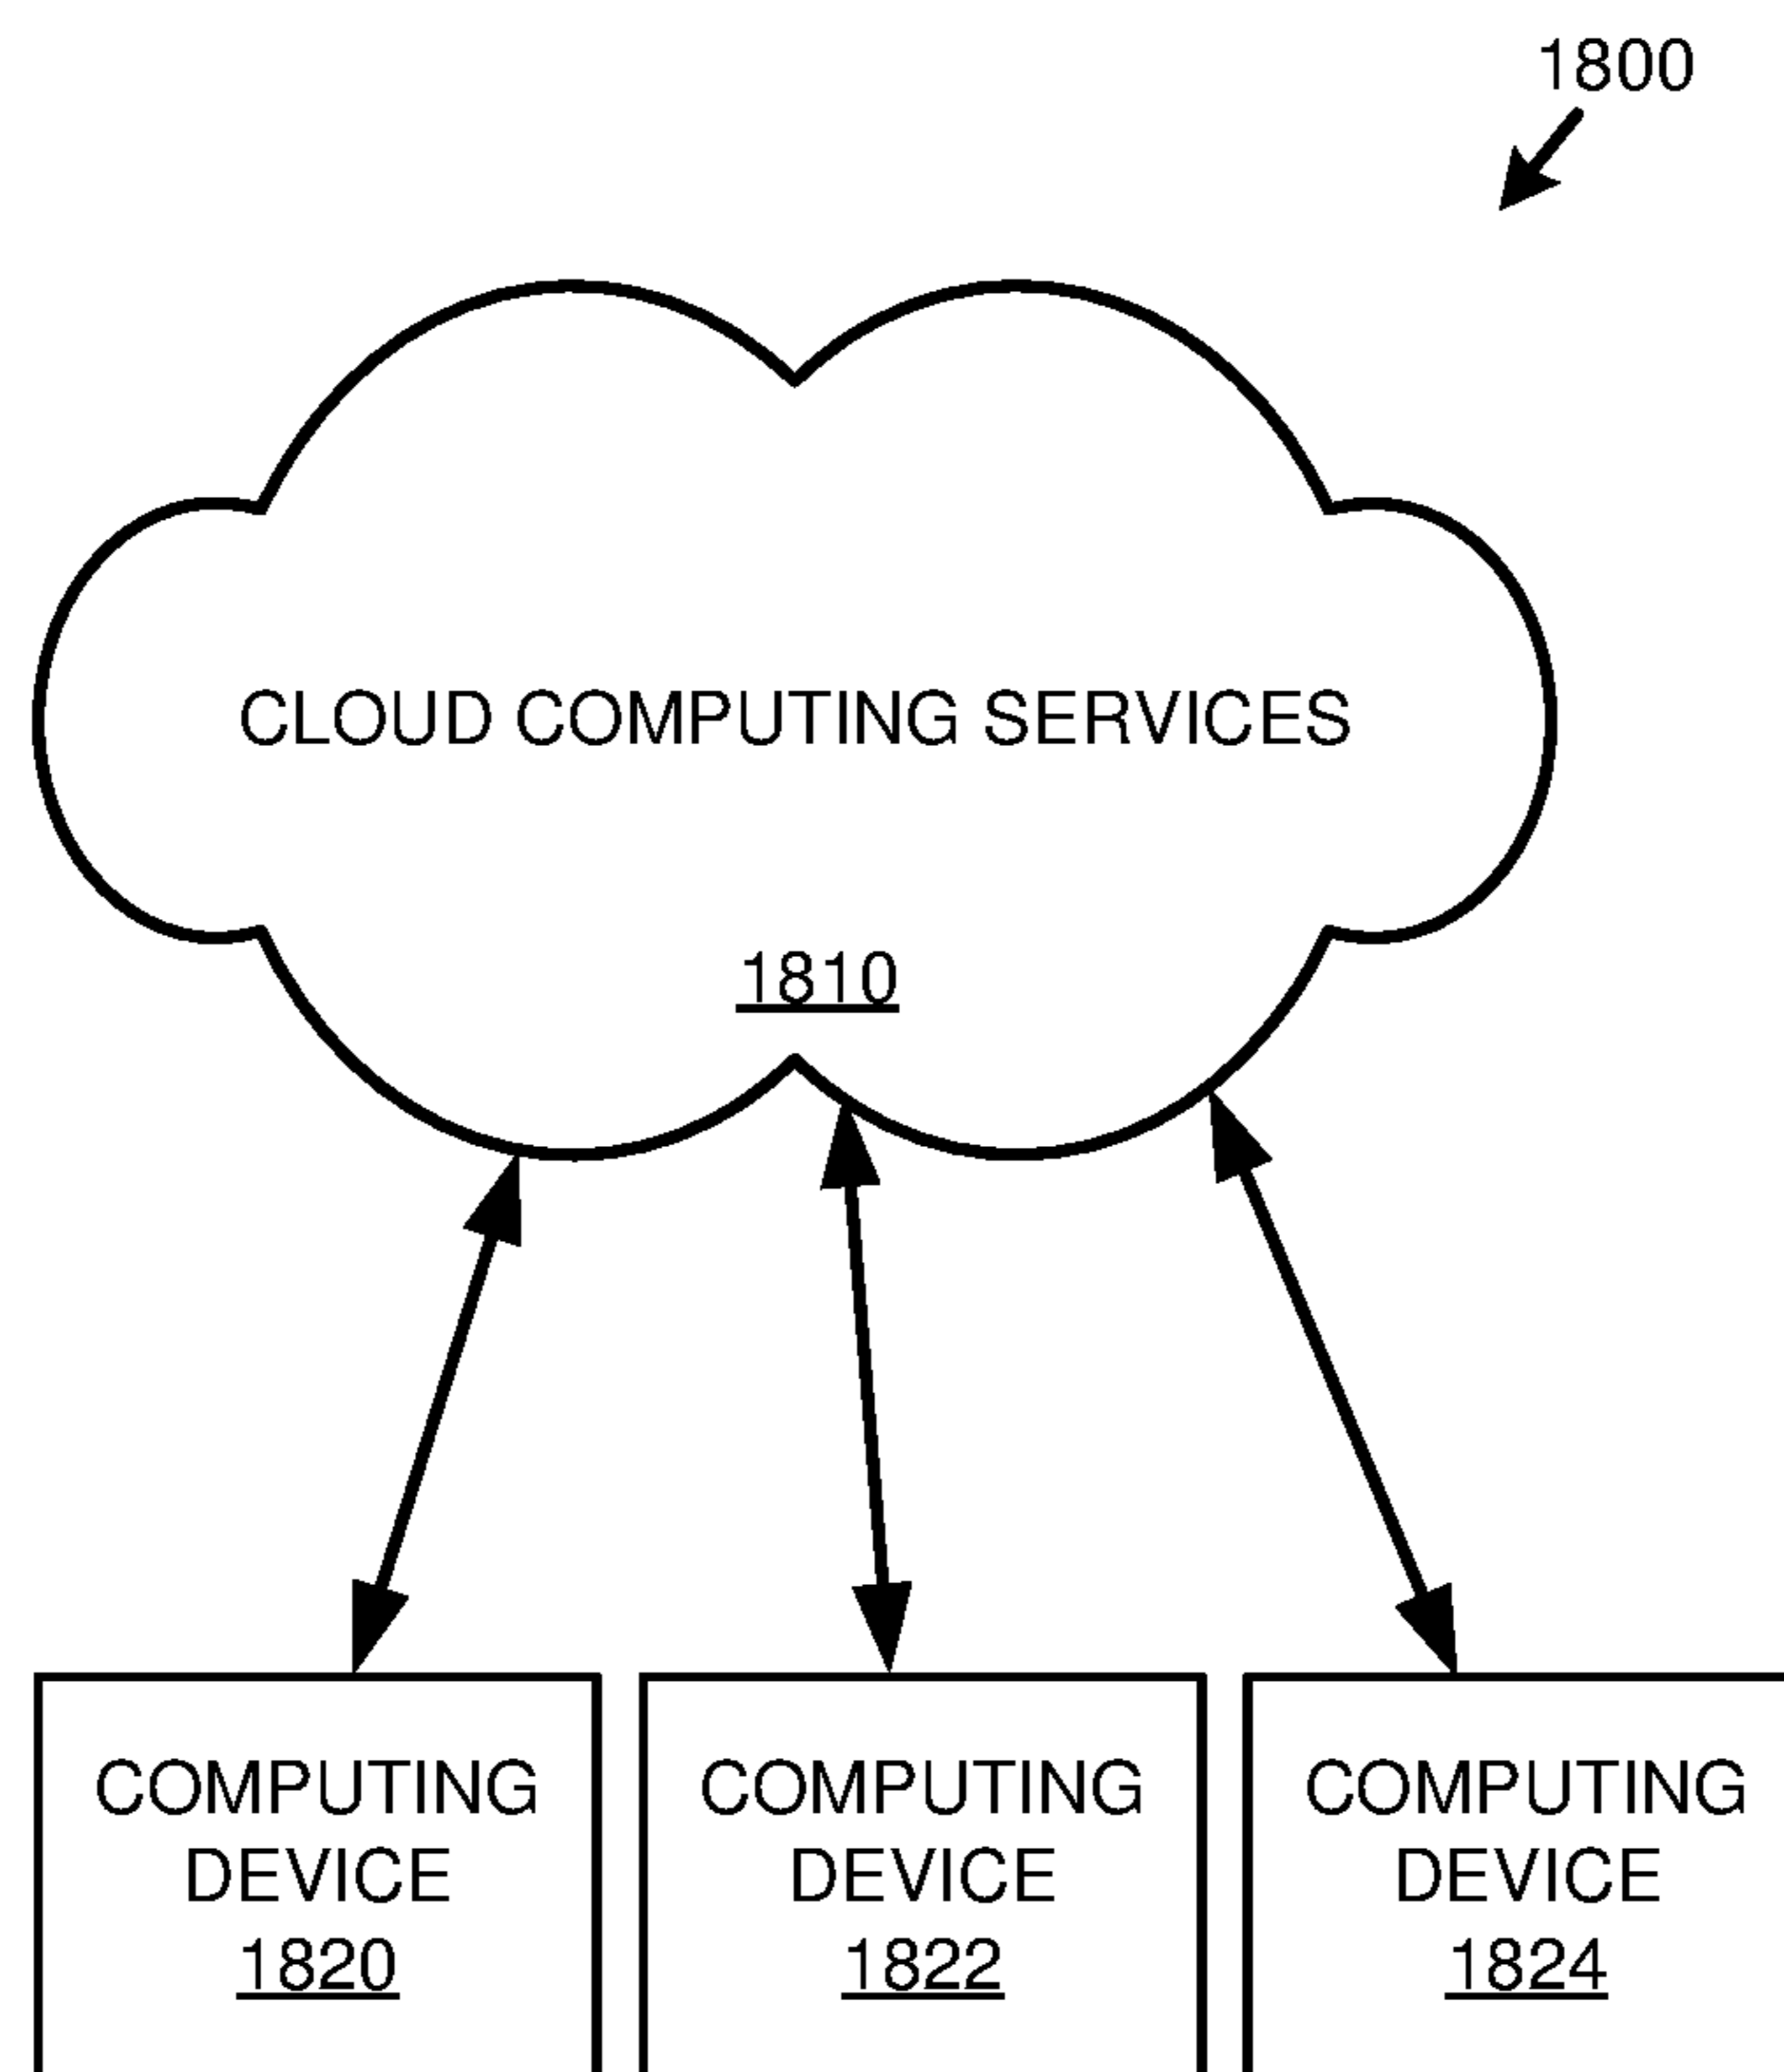 1800
CLOUD COMPUTING SERVICES
1810
COMPUTING
DEVICE
1820
COMPUTING
DEVICE
1822
COMPUTING
DEVICE
1824